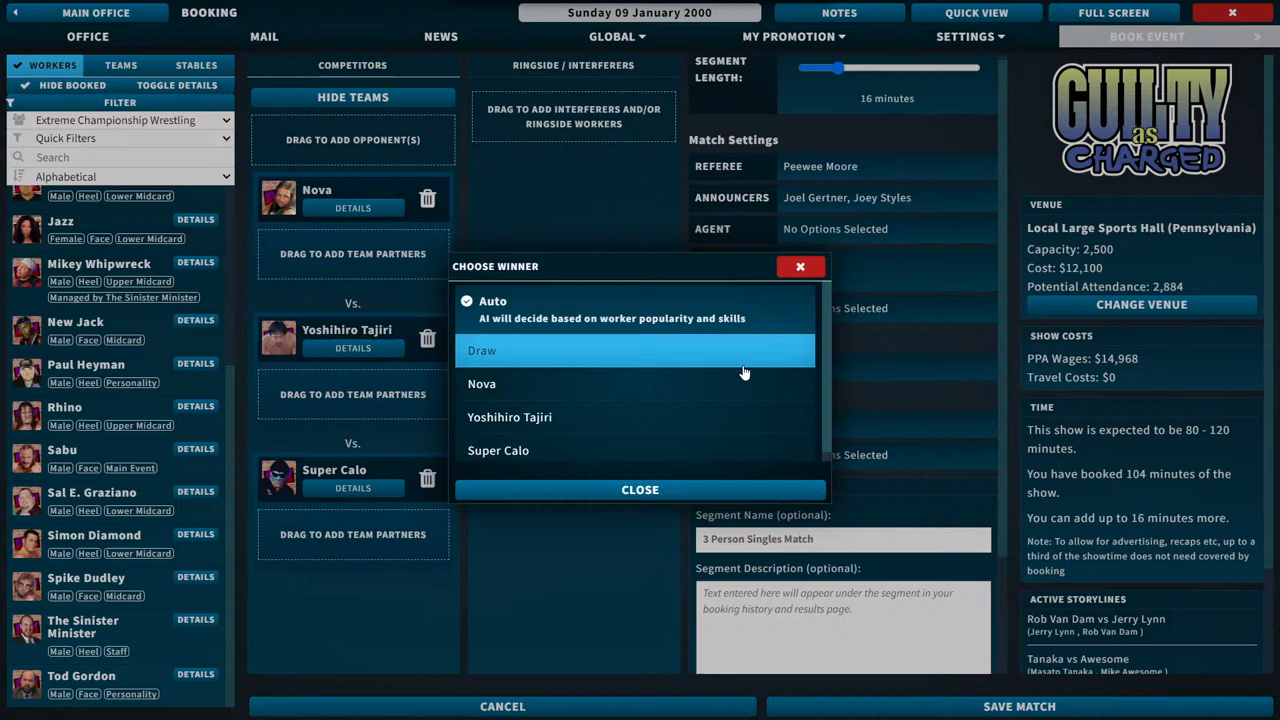 MAIN OFFICE
BOOKING
Sunday 09 January 2000
NOTES
QUICK VIEW
FULL SCREEN
OFFICE
MAIL
NEWS
GLOBAL
MY PROMOTION
SETTINGS
BOOK EVENT
WORKERS
TEAMS
STABLES
HIDE BOOKED
TOGGLE DETAILS
FILTER
Extreme Championship Wrestling
Quick Filters
Search
Alphabetical
Male Heel Lower Midcard
Jazz
DETAILS
Female Face Lower Midcard
Mikey Whipwreck
DETAILS
Male Heel Upper Midcard
Managed by The Sinister Minister
New Jack
DETAILS
Male Face Midcard
Paul Heyman
DETAILS
Male Heel Personality
Rhino
DETAILS
Male Heel Upper Midcard
Sabu
DETAILS
Male Face Main Event
Sal E. Graziano
DETAILS
Male Heel Lower Midcard
Simon Diamond
DETAILS
Male Heel Lower Midcard
Spike Dudley
DETAILS
Male Face Midcard
The Sinister
Minister
DETAILS
Male Heel Staff
Tod Gordon
DETAILS
Male Face Personality
COMPETITORS
HIDE TEAMS
DRAG TO ADD OPPONENT(S)
Nova
DETAILS
DRAG TO ADD TEAM PARTNERS
Vs.
Yoshihiro Tajiri
DETAILS
DRAG TO ADD TEAM PARTNERS
Vs.
Super Calo
DETAILS
DRAG TO ADD TEAM PARTNERS
RINGSIDE / INTERFERERS
DRAG TO ADD INTERFERERS AND/OR
RINGSIDE WORKERS
CHOOSE WINNER
Auto
AI will decide based on worker popularity and skills
Draw
Nova
Yoshihiro Tajiri
Super Calo
CLOSE
SEGMENT
LENGTH:
16 minutes
Match Settings
REFEREE
Peewee Moore
ANNOUNCERS
Joel Gertner, Joey Styles
AGENT
No Options Selected
ns Selected
ns Selected
Segment Name (optional):
3 Person Singles Match
Segment Description (optional):
Text entered here will appear under the segment in your
booking history and results page.
GUILTY
as
CHARGED
VENUE
Local Large Sports Hall (Pennsylvania)
Capacity: 2,500
Cost: $12,100
Potential Attendance: 2,884
CHANGE VENUE
SHOW COSTS
PPA Wages: $14,968
Travel Costs: $0
TIME
This show is expected to be 80 - 120
minutes.
You have booked 104 minutes of the
show.
You can add up to 16 minutes more.
Note: To allow for advertising, recaps etc, up to a
third of the showtime does not need covered by
booking
ACTIVE STORYLINES
Rob Van Dam vs Jerry Lynn
(Jerry Lynn , Rob Van Dam )
Tanaka vs Awesome
(Masato Tanaka , Mike Awesome )
CANCEL
SAVE MATCH